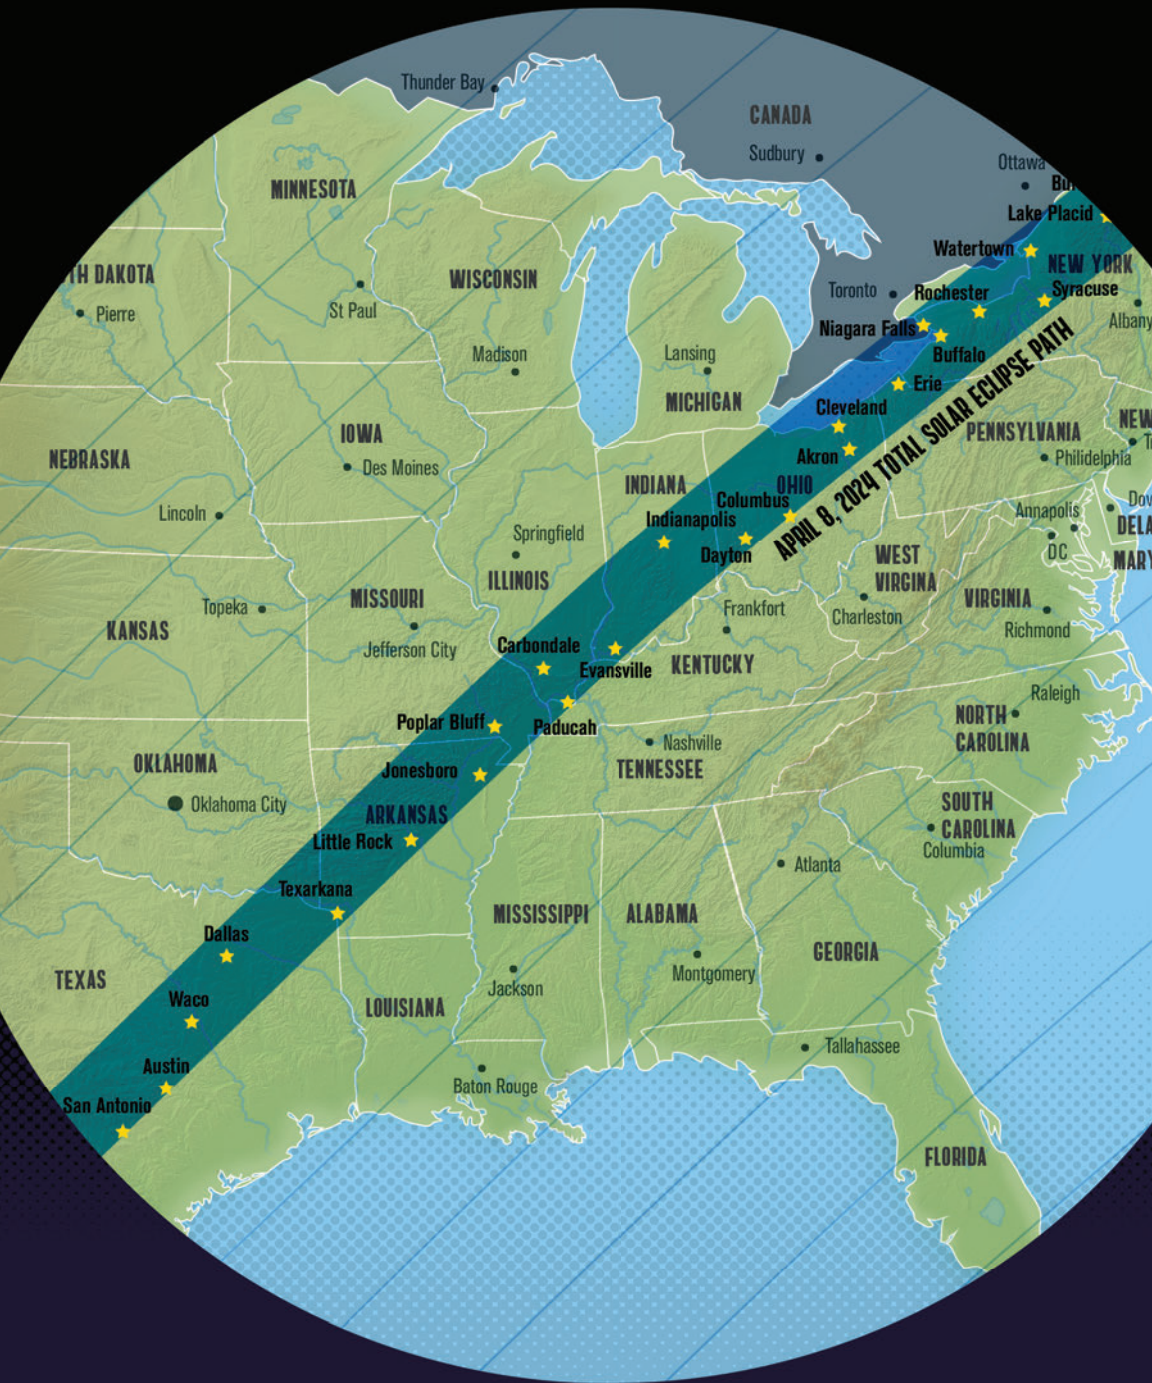 Thunder Bay
CANADA
Sudbury
Ottawa
Bu
MINNESOTA
Lake Placid
Watertown
NEW YORK
TH DAKOTA
WISCONSIN
Toronto
Rochester
Syracuse
Pierre
St Paul
Niagara Falls
Albany
Madison
Lansing
Buffalo
Erie
MICHIGAN
Cleveland
NEW
IOWA
PENNSYLVANIA
T
NEBRASKA
Des Moines
Akron
Philidelphia
INDIANA
OHIO
APRIL 8, 2024 TOTAL SOLAR ECLIPSE PATH
Columbus
Dov
Lincoln
Indianapolis
Annapolis
DELA
Springfield
Dayton
DC
MARY
ILLINOIS
WEST
VIRGINA
MISSOURI
VIRGINIA
Topeka
Frankfort
Charleston
Richmond
KANSAS
Jefferson City
Carbondale
Evansville
KENTUCKY
Raleigh
Poplar Bluff
Paducah
NORTH
CAROLINA
Nashville
OKLAHOMA
Jonesboro
TENNESSEE
Oklahoma City
ARKANSAS
SOUTH
CAROLINA
Little Rock
Columbia
Atlanta
Texarkana
MISSISSIPPI
ALABAMA
Dallas
GEORGIA
TEXAS
Montgomery
Jackson
Waco
LOUISIANA
Tallahassee
Austin
Baton Rouge
San Antonio
FLORIDA